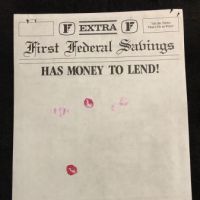 F EXTRA F
First Federal Savings
HAS MONEY TO LEND!